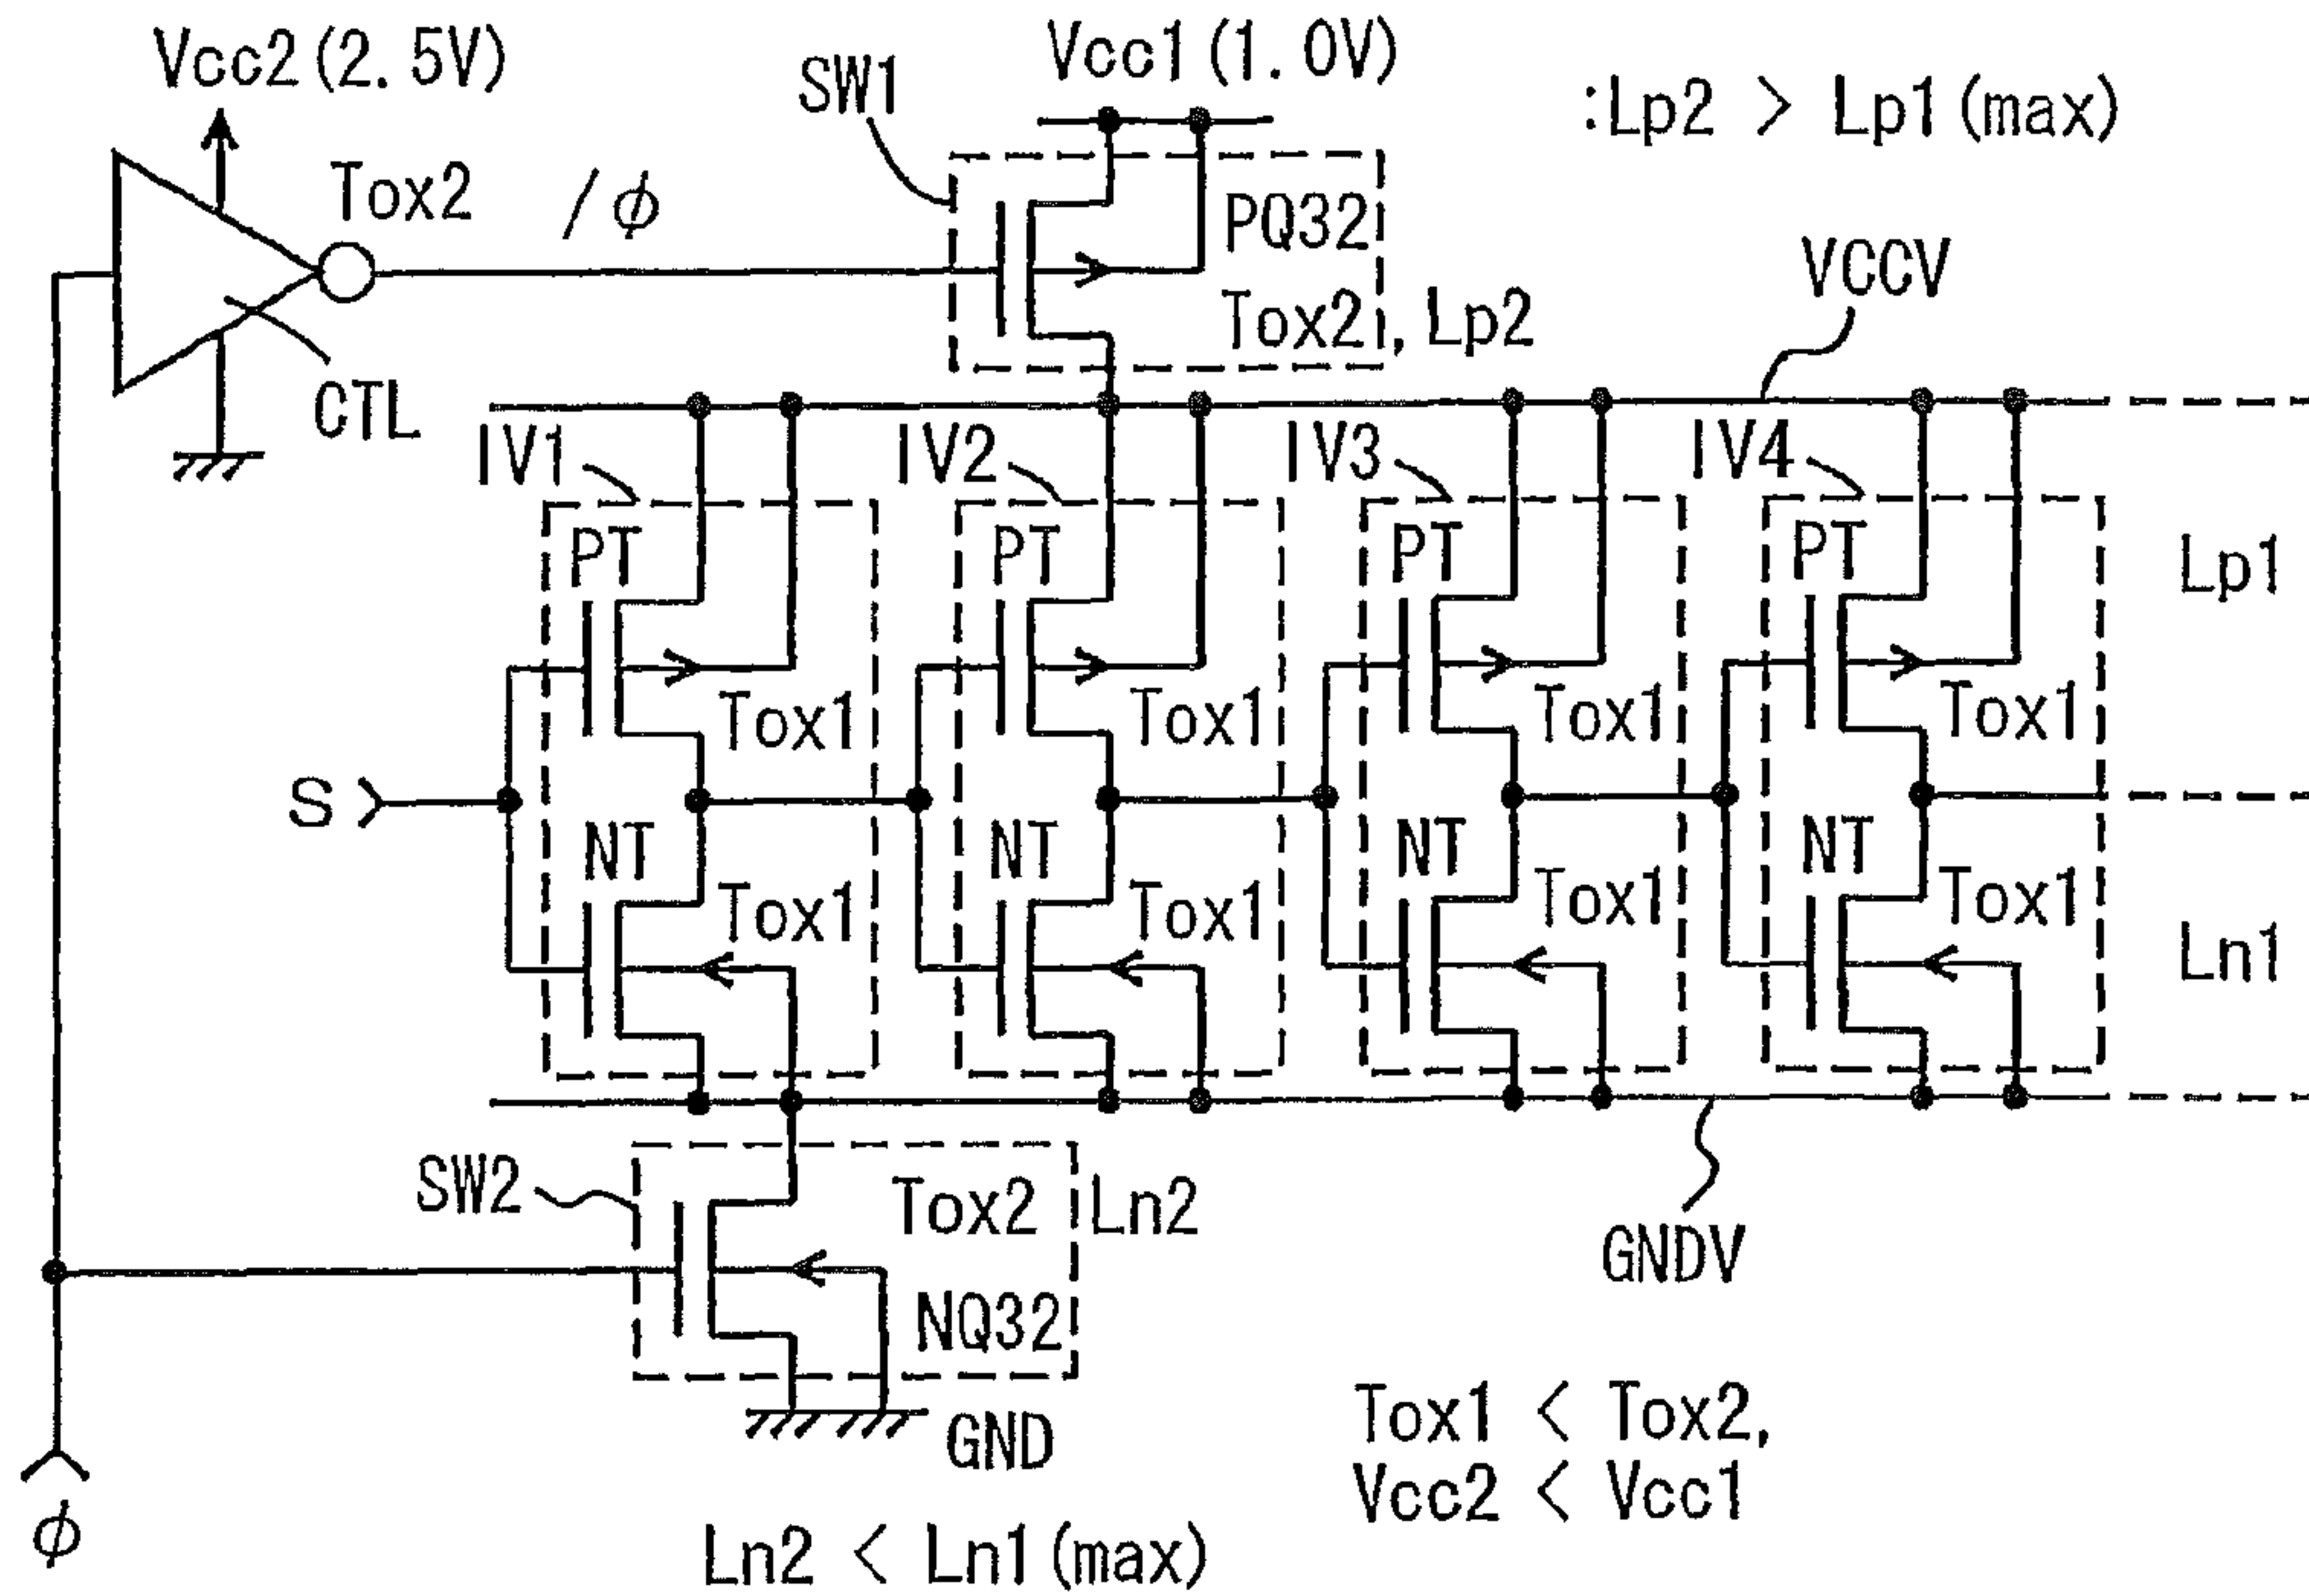 Vcc2(2.5V)
SW1
Vcc1(1.0V)
:Lp2 > Lp1(max)
Tox2
/φ
PQ32
Tox2, Lp2
VCCV
CTL
IV1
IV2
IV3
IV4
PT
PT
PT
PT
Lp1
Tox1
Tox1
Tox1
Tox1
S
NT
NT
NT
NT
Tox1
Tox1
Tox1
Tox1
Ln1
SW2
Tox2
Ln2
NQ32
GNDV
GND
Tox1 < Tox2,
Vcc2 < Vcc1
φ
Ln2 < Ln1(max)